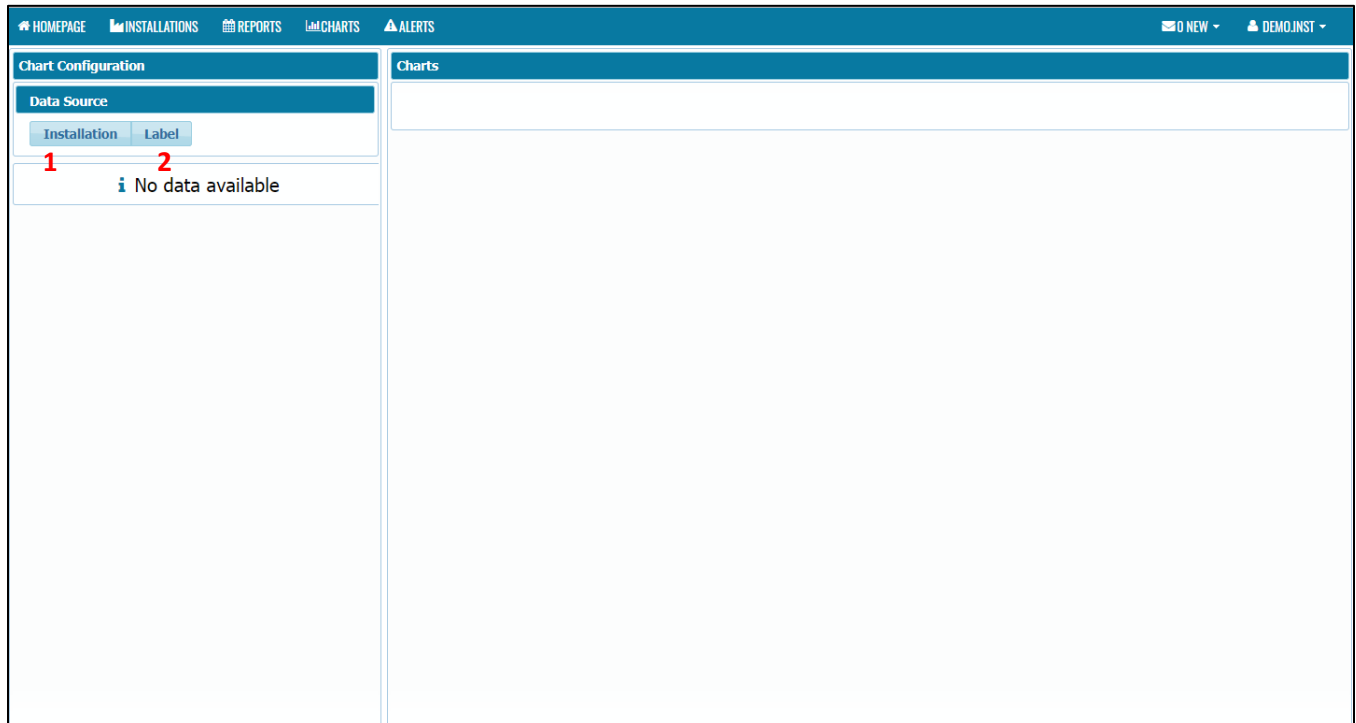 HOMEPAGE INSTALLATIONS REPORTS CHARTS ALERTS 0 NEW DEMO.INST
Chart Configuration
Data Source
Installation Label
1 2
No data available
Charts